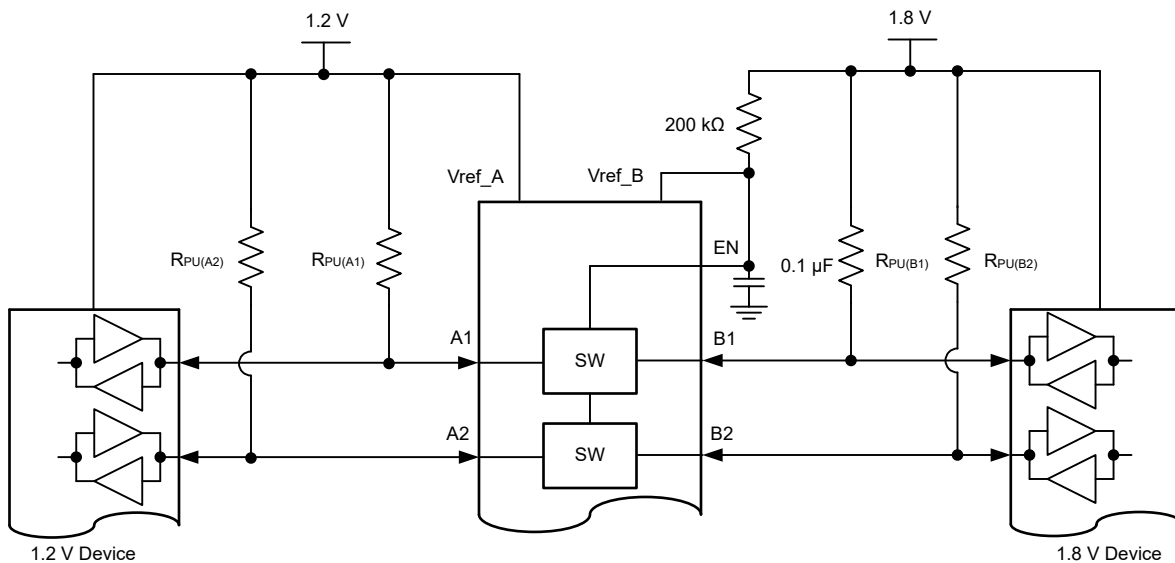 1.2 V
1.8 V
200 kΩ
Vref_A
Vref_B
EN
RPU(A2)
RPU(A1)
0.1 µF
RPU(B1)
RPU(B2)
A1
SW
B1
A2
SW
B2
1.2 V Device
1.8 V Device